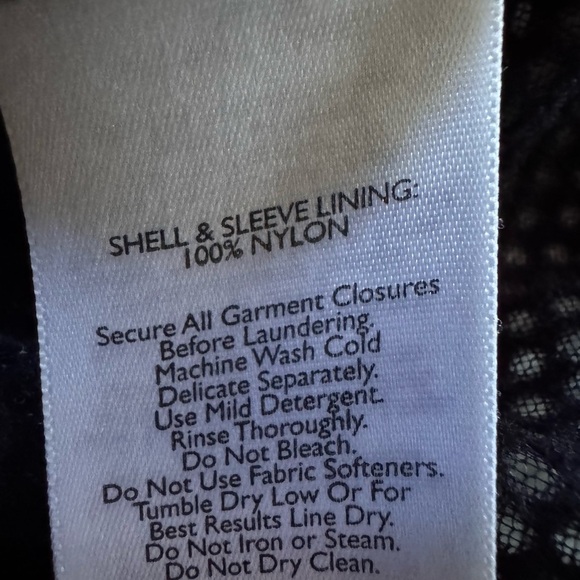 SHELL & SLEEVE LINING:
100% NYLON
Secure All Garment Closures
Before Laundering.
Machine Wash Cold
Delicate Separately.
Use Mild Detergent.
Rinse Thoroughly.
Do Not Bleach.
Do Not Use Fabric Softeners.
Tumble Dry Low Or For
Best Results Line Dry.
Do Not Iron or Steam.
Do Not Dry Clean.